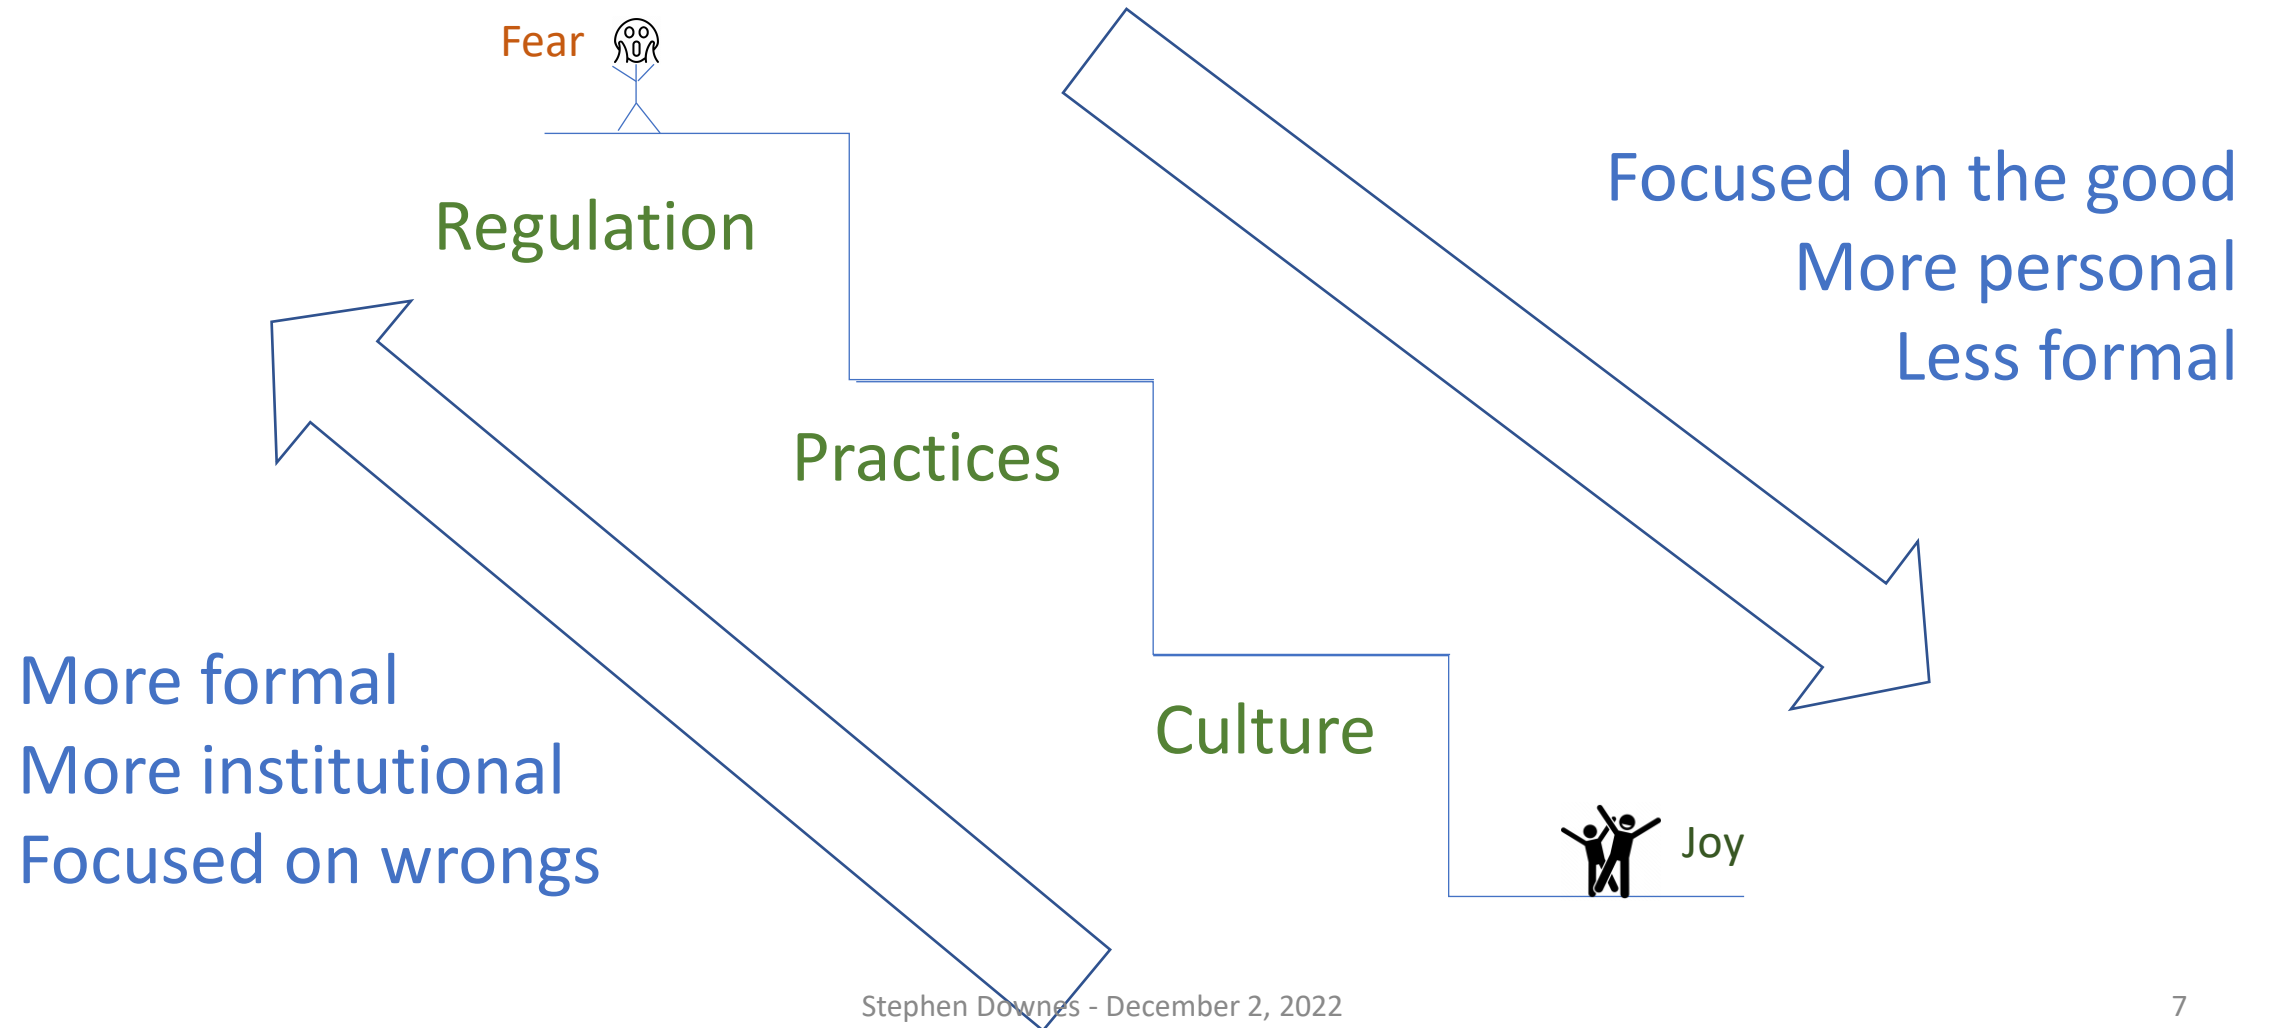 Fear
Regulation
Practices
Culture
Joy
Focused on the good
More personal
Less formal
More formal
More institutional
Focused on wrongs
Stephen Downes - December 2, 2022
7